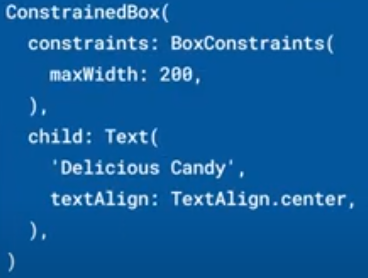 ConstrainedBox(
  constraints: BoxConstraints(
    maxWidth: 200,
  ),
  child: Text(
    'Delicious Candy',
    textAlign: TextAlign.center,
  ),
)